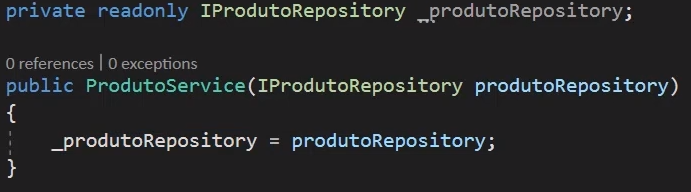 private readonly IProdutoRepository _produtoRepository;
0 references | 0 exceptions
public ProdutoService(IProdutoRepository produtoRepository)
{
_produtoRepository = produtoRepository;
}